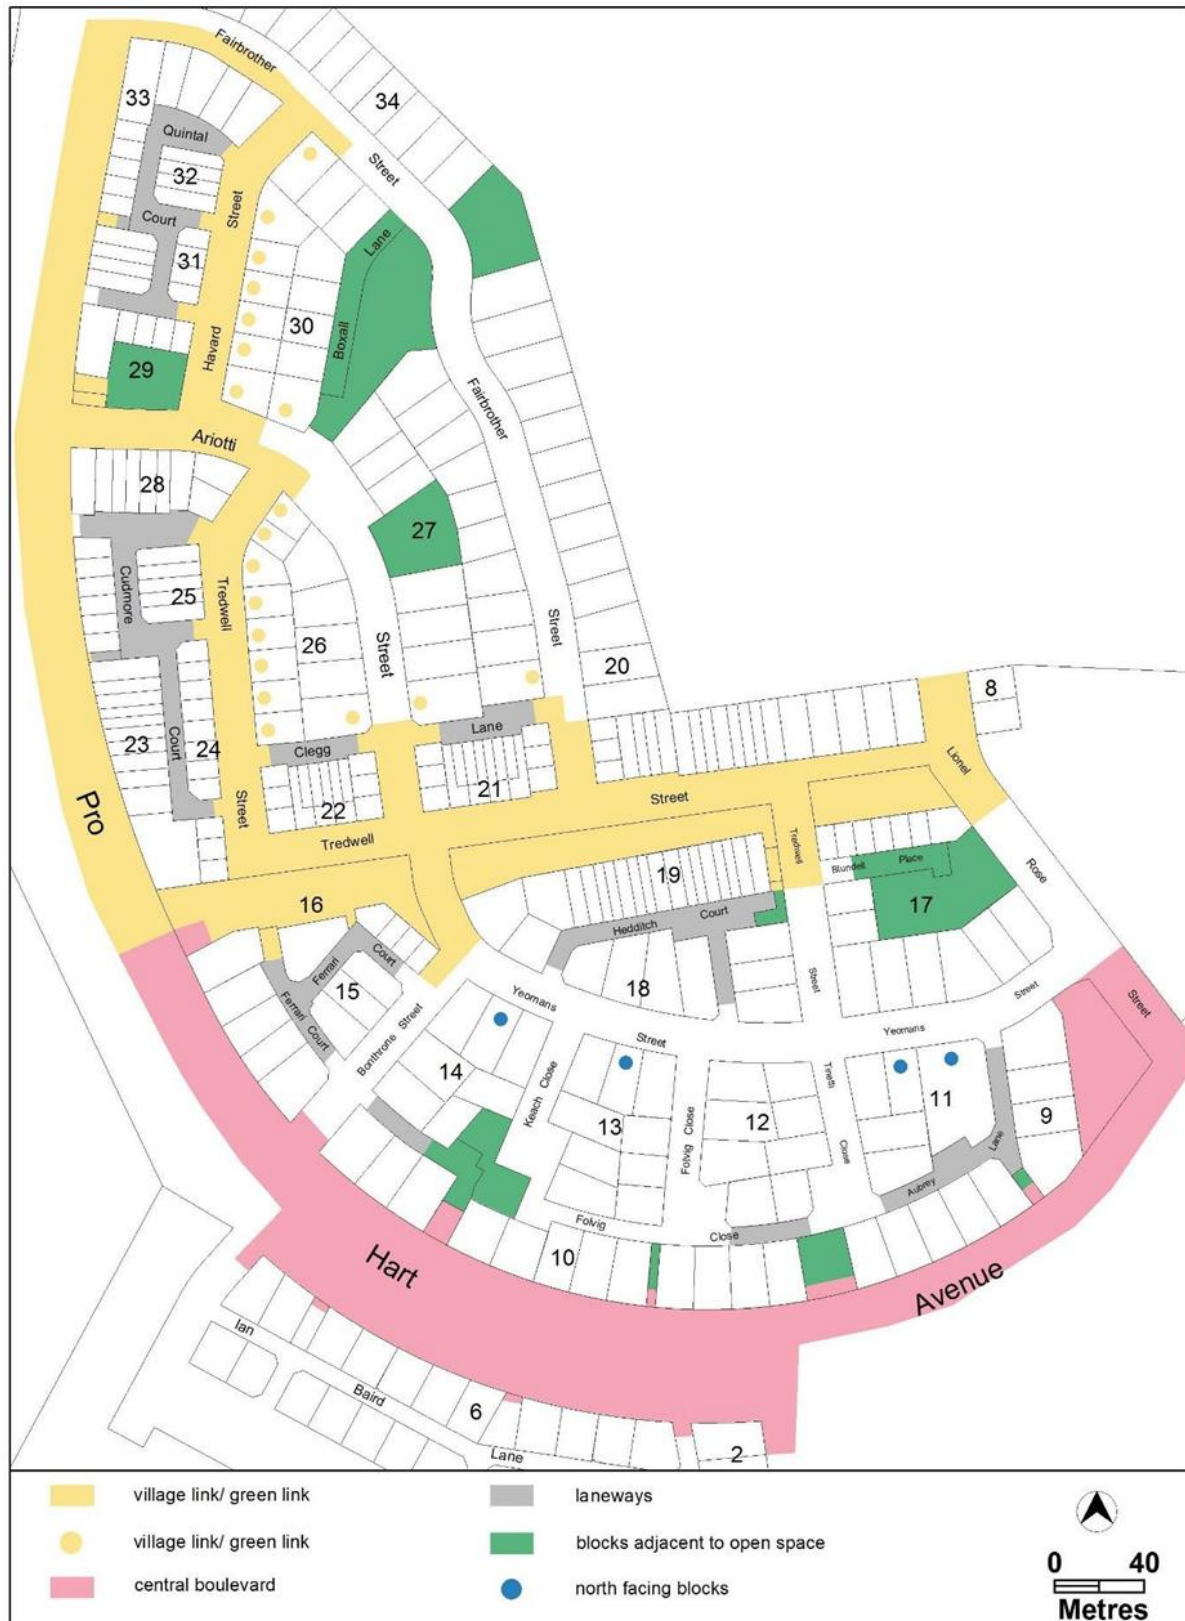 Fairbrother
34
33
Quintal
Street
32
Street
Court
Lane
31
30
Havard
Boxall
29
Fairbrother
Ariotti
28
27
Cudmore
25
Tredwell
26
Street
Street
20
8
23
Court
24
Clegg
Lane
Lionel
Pro
Street
22
21
Street
Tredwell
Tredwell
Rose
16
19
Blundell Place
17
Hedditch Court
Ferrari
Court
15
18
Ferrari
Court
Yeomans
Street
Street
Street
Bonthrone Street
Street
Yeomans
14
Keach Close
Tinetti
11
13
12
9
Folvig Close
Close
Lane
Aubrey
Folvig
Close
10
Hart
Avenue
Ian
Baird
6
Lane
2
village link/ green link
laneways
village link/ green link
blocks adjacent to open space
central boulevard
north facing blocks
0 40
Metres